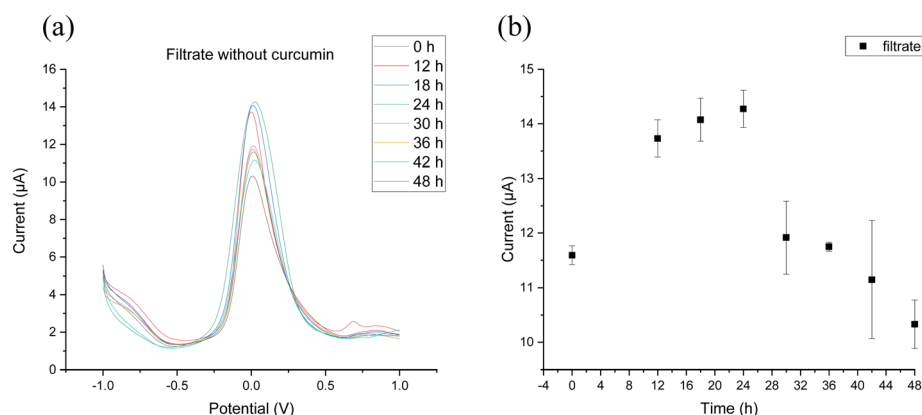 (a)
Filtrate without curcumin
0 h
12 h
18 h
24 h
30 h
36 h
42 h
48 h
16
14
12
10
8
6
4
2
0
Current (µA)
-1.0
-0.5
0.0
0.5
1.0
Potential (V)
(b)
filtrate
15
14
13
12
11
10
Current (µA)
-4
0
4
8
12
16
20
24
28
32
36
40
44
48
Time (h)